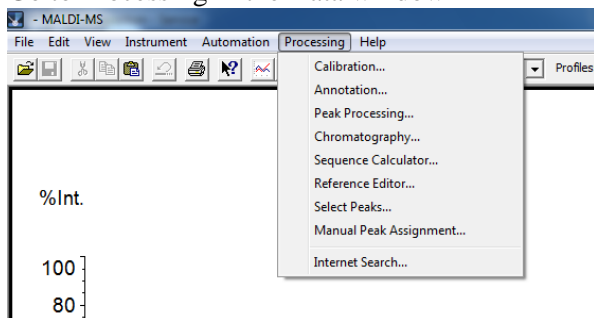 - MALDI-MS
File Edit View Instrument Automation Processing Help
Profiles
Calibration...
Annotation...
Peak Processing...
Chromatography...
Sequence Calculator...
Reference Editor...
Select Peaks...
Manual Peak Assignment...
Internet Search...
%Int.
100
80